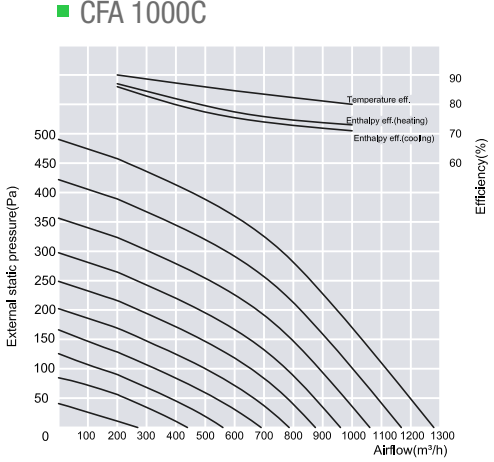 CFA 1000C
90
Temperature eff.
80
Enthalpy eff.(heating)
500
70
Enthalpy eff.(cooling)
450
60
400
350
300
250
200
150
100
50
0
100 200 300 400 500 600 700 800 900 1000 1100 1200 1300
Airflow(m³/h)
External static pressure(Pa)
Efficiency(%)